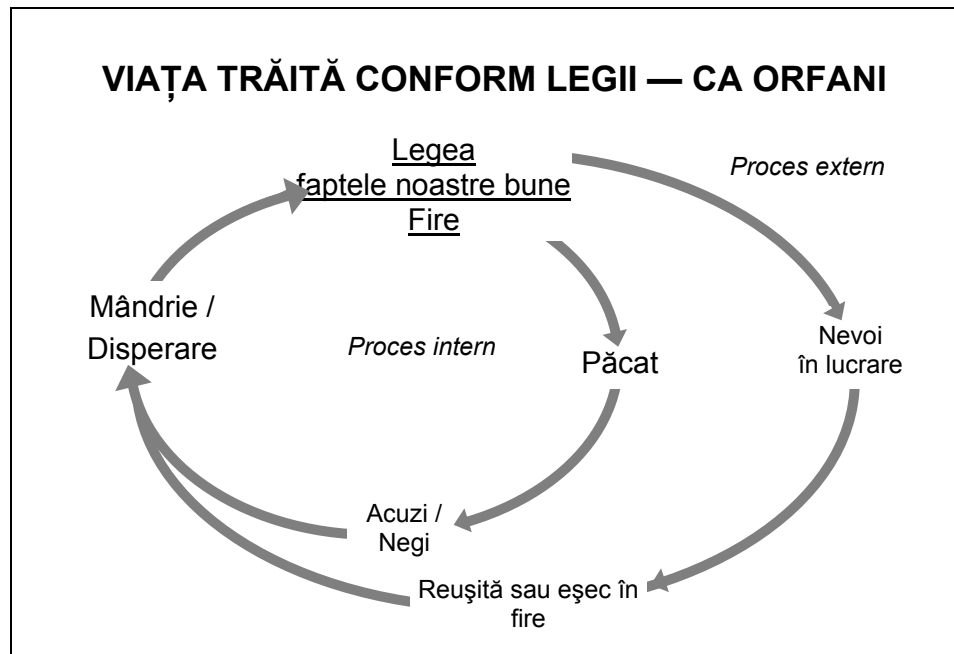 VIAȚA TRĂITĂ CONFORM LEGII — CA ORFANI
Legea
faptele noastre bune
Fire
Proces extern
Mândrie /
Disperare
Proces intern
Păcat
Nevoi
în lucrare
Acuzi /
Negi
Reuşită sau eşec în
fire